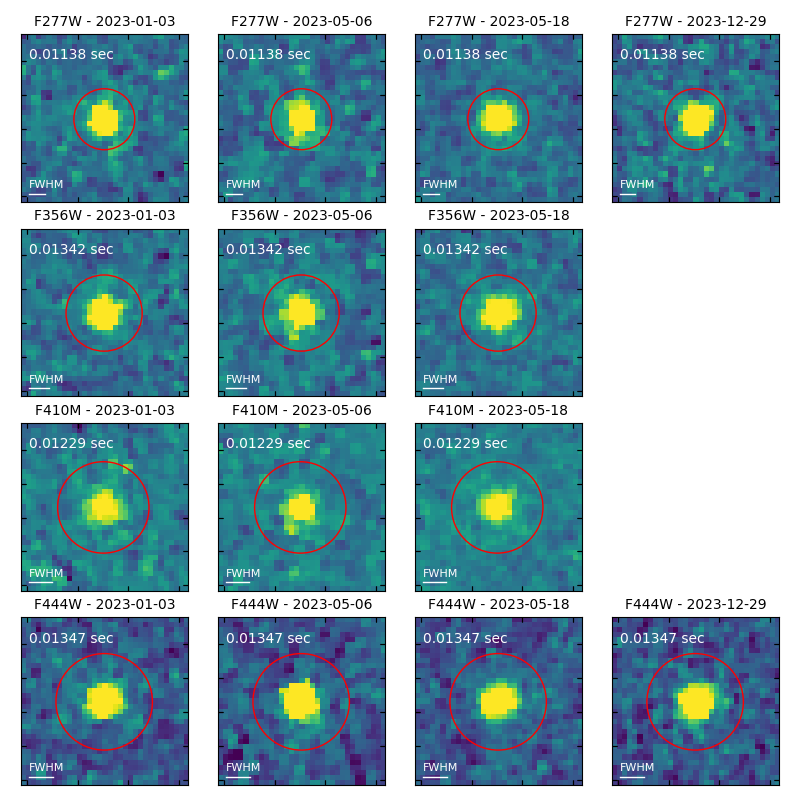 F277W - 2023-01-03
F277W - 2023-05-06
F277W - 2023-05-18
F277W - 2023-12-29
0.01138 sec
0.01138 sec
0.01138 sec
0.01138 sec
FWHM
FWHM
FWHM
FWHM
F356W - 2023-01-03
F356W - 2023-05-06
F356W - 2023-05-18
0.01342 sec
0.01342 sec
0.01342 sec
FWHM
FWHM
FWHM
F410M - 2023-01-03
F410M - 2023-05-06
F410M - 2023-05-18
0.01229 sec
0.01229 sec
0.01229 sec
FWHM
FWHM
FWHM
F444W - 2023-01-03
F444W - 2023-05-06
F444W - 2023-05-18
F444W - 2023-12-29
0.01347 sec
0.01347 sec
0.01347 sec
0.01347 sec
FWHM
FWHM
FWHM
FWHM